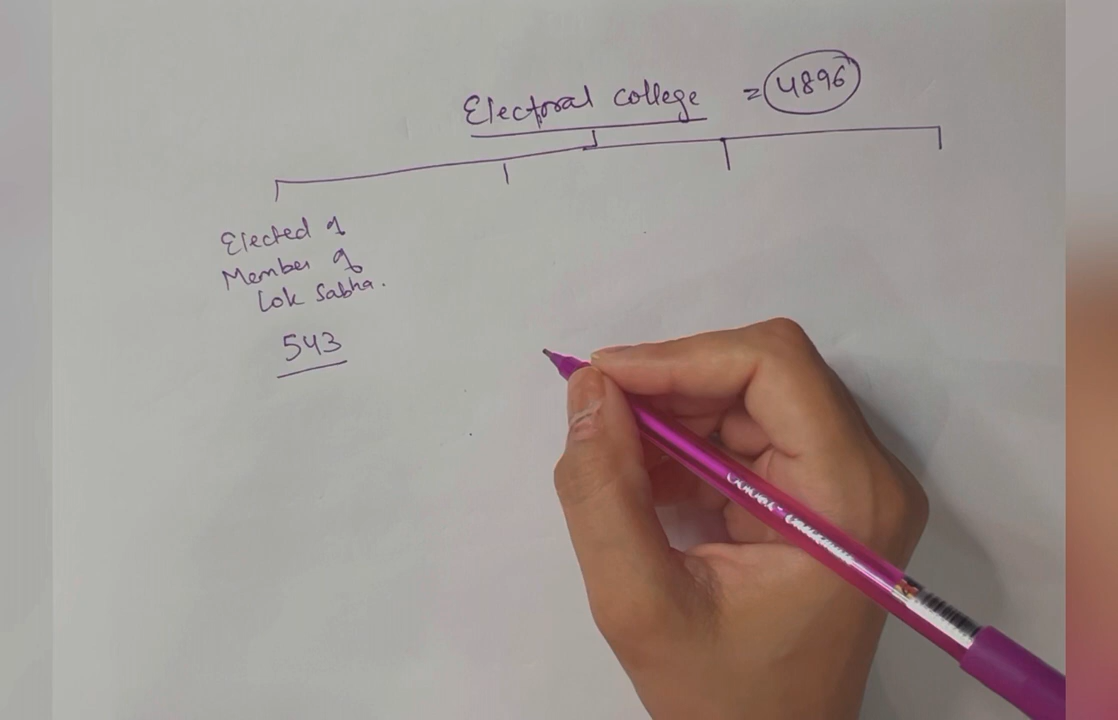 Electoral college = 4896
Elected of
Member of
Lok Sabha.
543